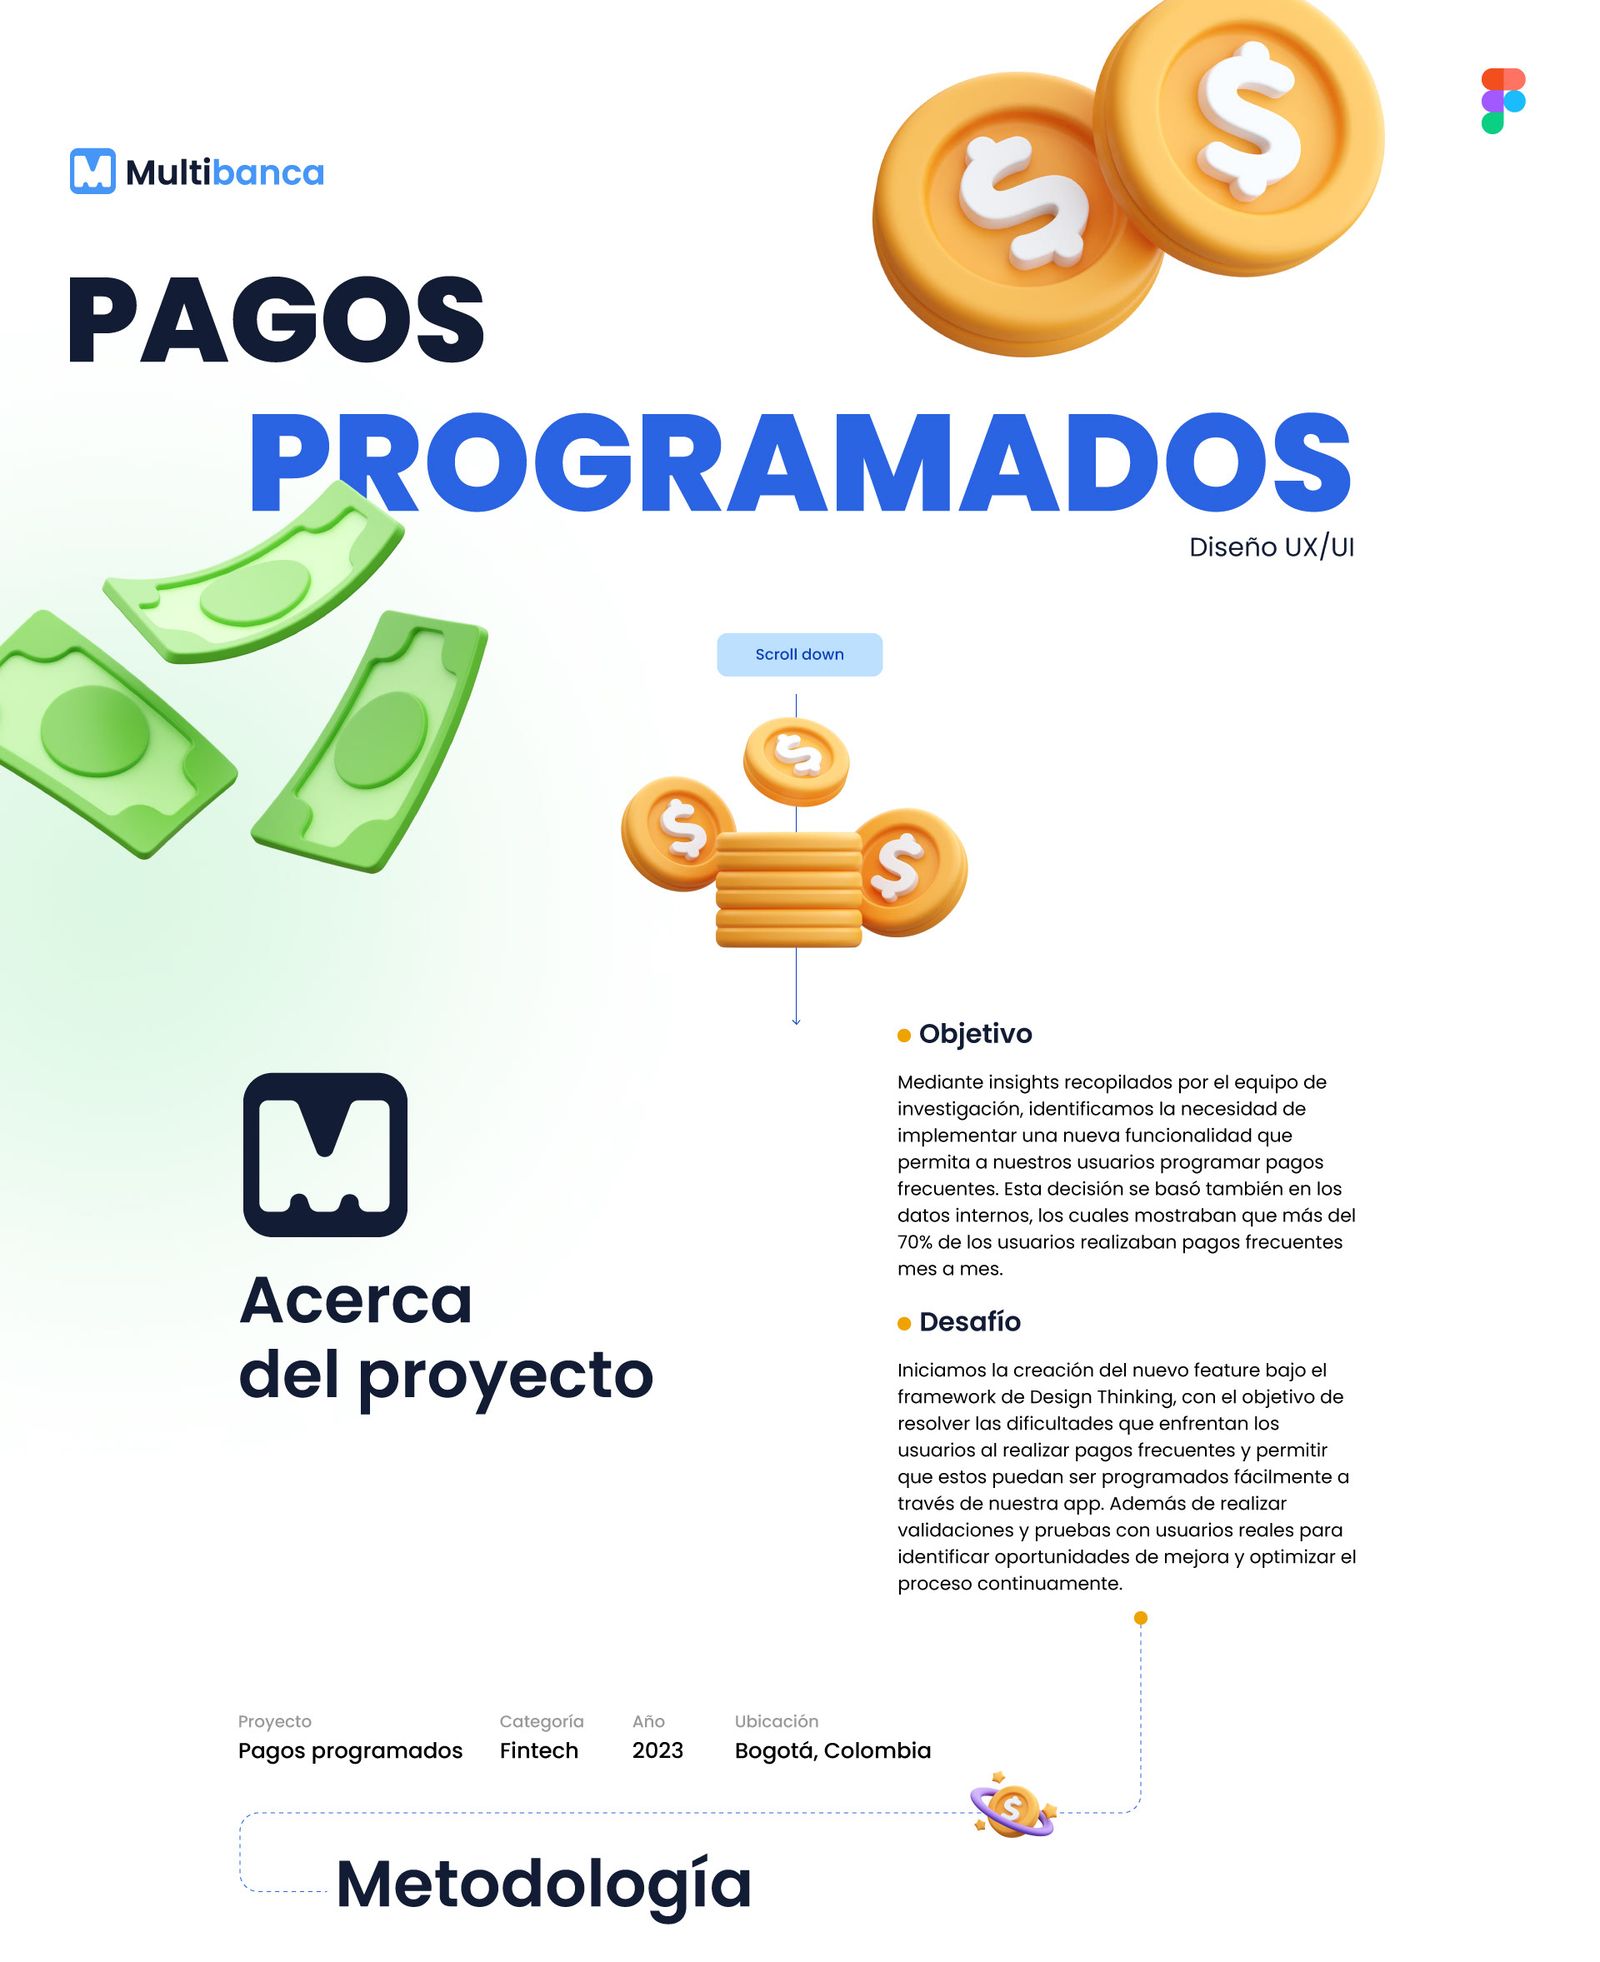 Multibanca
PAGOS
PROGRAMADOS
Diseño UX/UI
Scroll down
Objetivo
Mediante insights recopilados por el equipo de
investigación, identificamos la necesidad de
implementar una nueva funcionalidad que
permita a nuestros usuarios programar pagos
frecuentes. Esta decisión se basó también en los
datos internos, los cuales mostraban que más del
70% de los usuarios realizaban pagos frecuentes
mes a mes.
Acerca
del proyecto
Desafío
Iniciamos la creación del nuevo feature bajo el
framework de Design Thinking, con el objetivo de
resolver las dificultades que enfrentan los
usuarios al realizar pagos frecuentes y permitir
que estos puedan ser programados fácilmente a
través de nuestra app. Además de realizar
validaciones y pruebas con usuarios reales para
identificar oportunidades de mejora y optimizar el
proceso continuamente.
Proyecto Categoría Año Ubicación
Pagos programados Fintech 2023 Bogotá, Colombia
Metodología